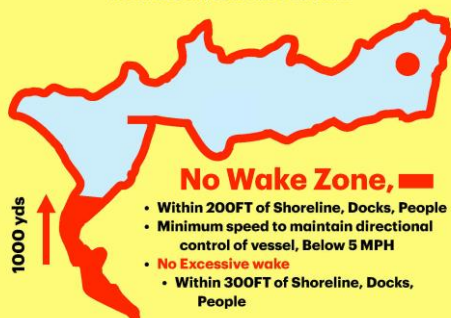 1000 yds
No Wake Zone,
• Within 200FT of Shoreline, Docks, People
• Minimum speed to maintain directional
control of vessel, Below 5 MPH
• No Excessive wake
• Within 300FT of Shoreline, Docks,
People